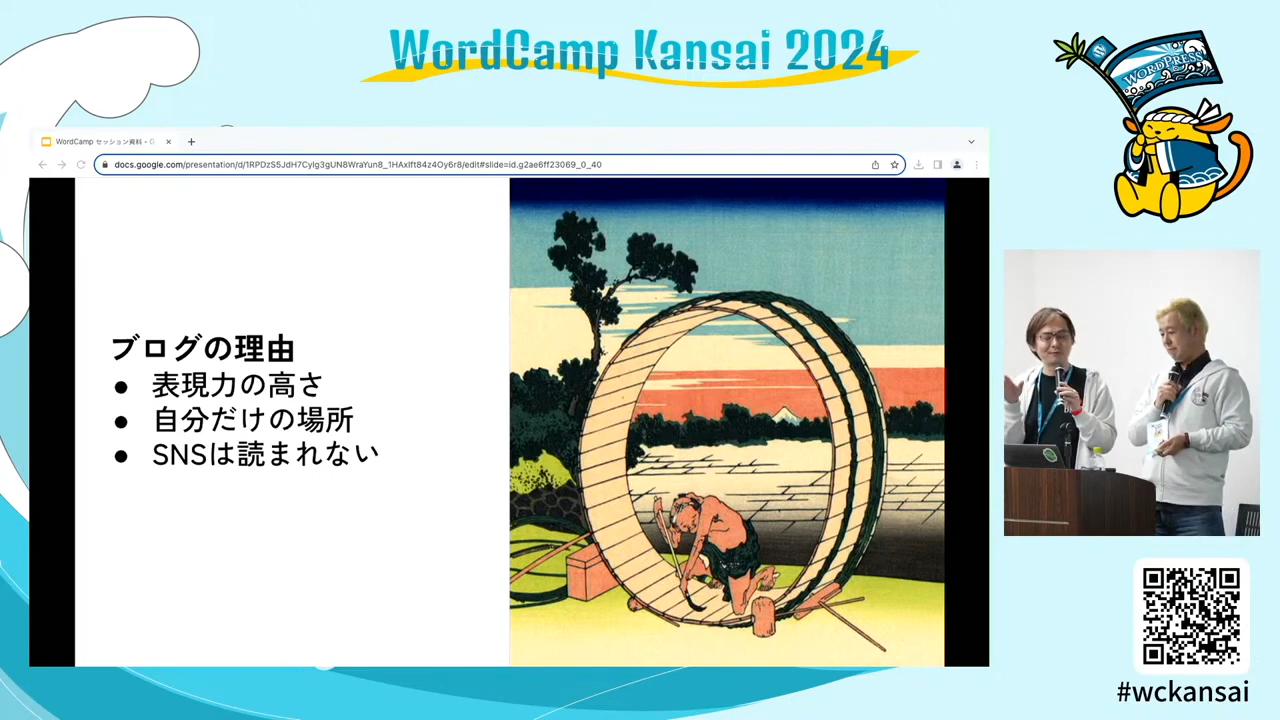 WordCamp Kansai 2024
W
WORDPRESS
WordCamp セッション資料 - G
docs.google.com/presentation/d/1RPDzS5JdH7Cylg3gUN8WraYun8_1HAxIft84z4Oy6r8/edit#slide=id.g2ae6ff23069_0_40
ブログの理由
● 表現力の高さ
● 自分だけの場所
● SNSは読まれない
#wckansai